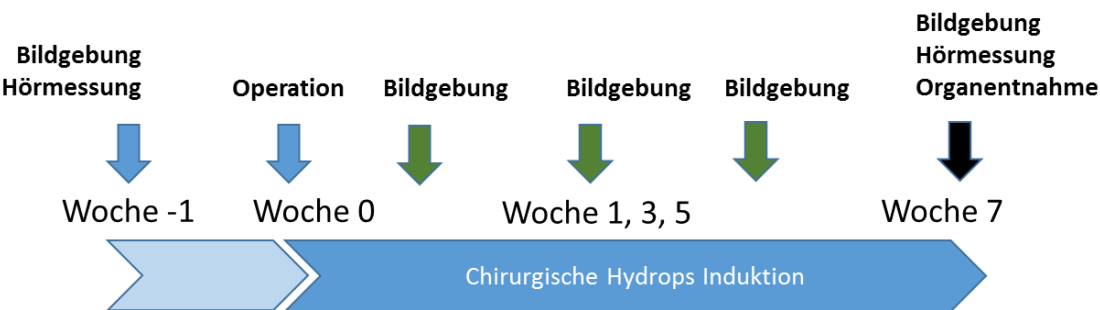 Bildgebung
Hörmessung
Operation
Bildgebung
Bildgebung
Bildgebung
Bildgebung
Hörmessung
Organentnahme
Woche -1
Woche 0
Woche 1, 3, 5
Woche 7
Chirurgische Hydrops Induktion